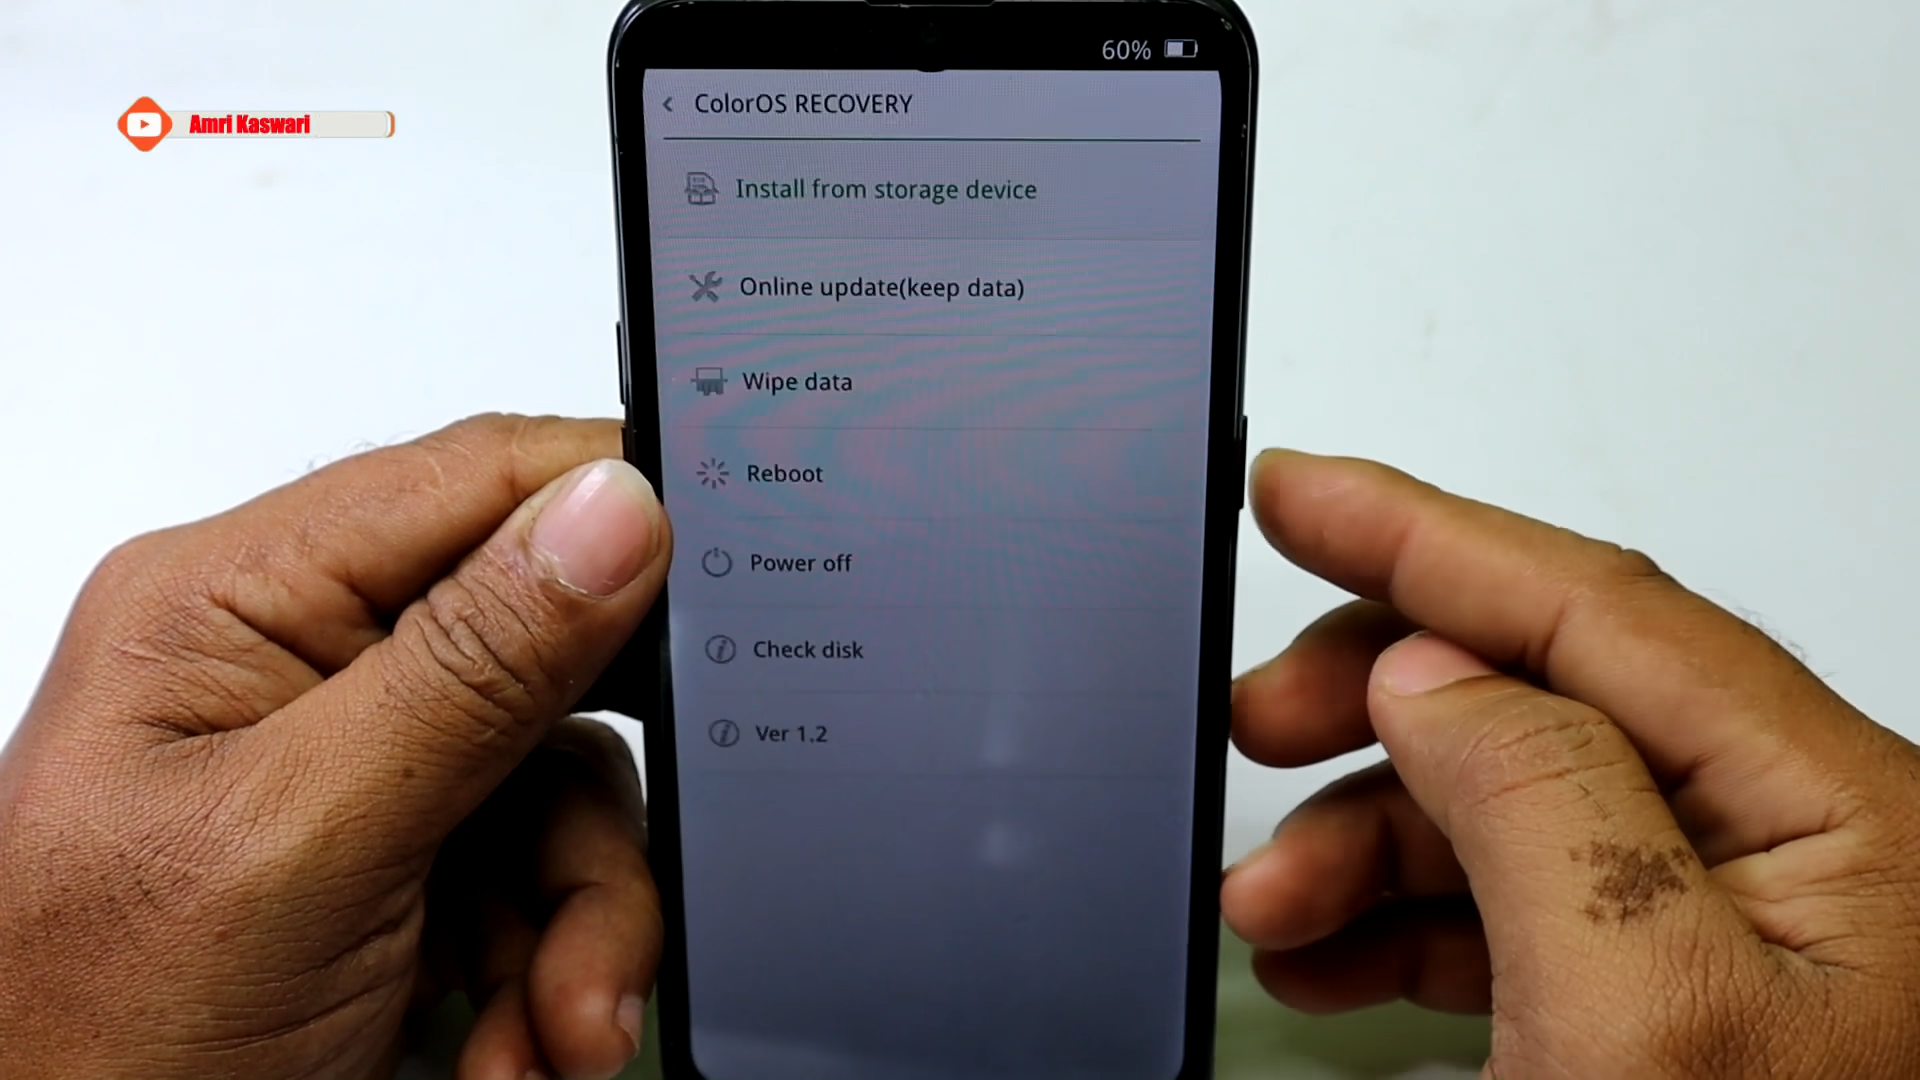 60%
Amri Kaswari
ColorOS RECOVERY
Install from storage device
Online update(keep data)
Wipe data
Reboot
Power off
Check disk
Ver 1.2